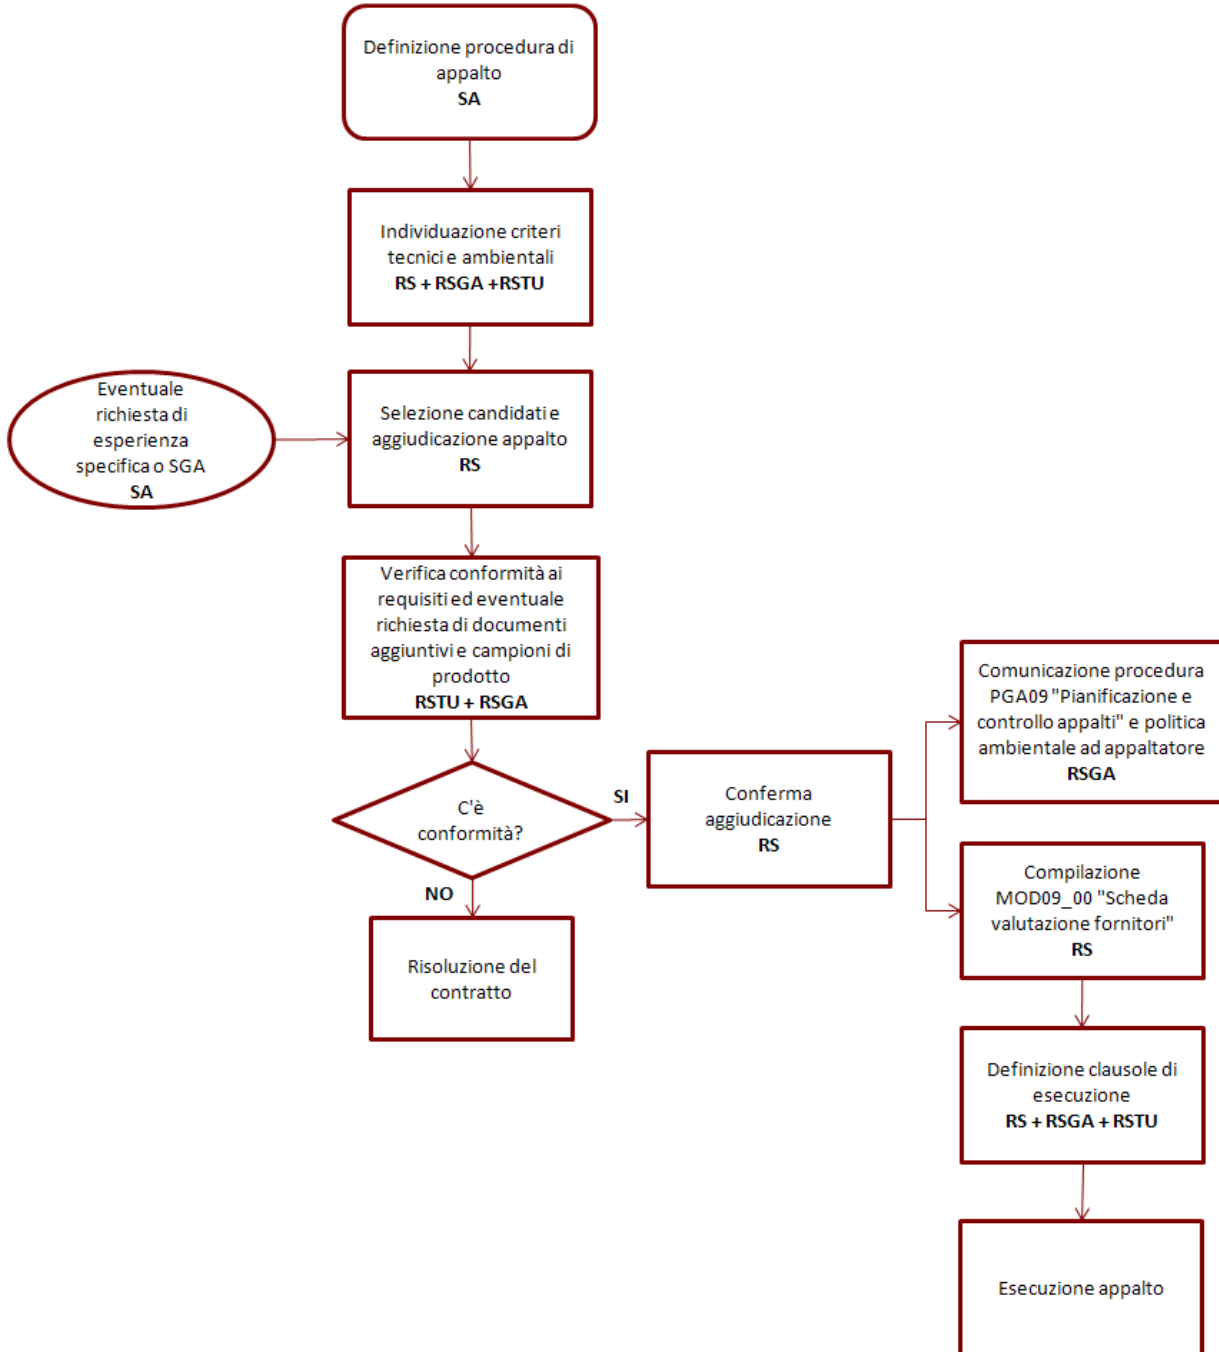 Definizione procedura di
appalto
SA
Individuazione criteri
tecnici e ambientali
RS + RSGA +RSTU
Eventuale
richiesta di
esperienza
specifica o SGA
SA
Selezione candidati e
aggiudicazione appalto
RS
Verifica conformità ai
requisiti ed eventuale
richiesta di documenti
aggiuntivi e campioni di
prodotto
RSTU + RSGA
C'è
conformità?
SI
NO
Risoluzione del
contratto
Conferma
aggiudicazione
RS
Comunicazione procedura
PGA09 "Pianificazione e
controllo appalti" e politica
ambientale ad appaltatore
RSGA
Compilazione
MOD09_00 "Scheda
valutazione fornitori"
RS
Definizione clausole di
esecuzione
RS + RSGA + RSTU
Esecuzione appalto